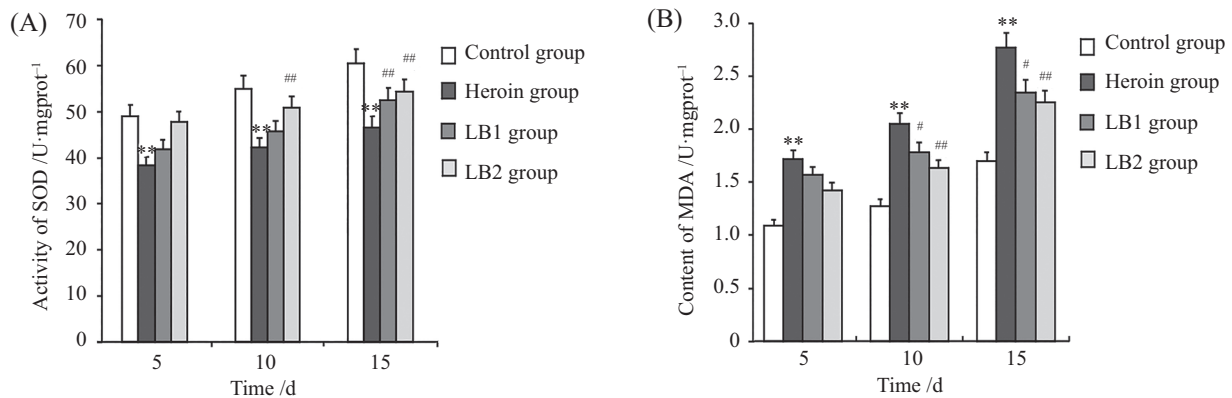 (A)
70
60
50
40
30
20
10
0
Activity of SOD /U·mgprot⁻¹
**
**
##
**
##
##
5
10
15
Time /d
Control group
Heroin group
LB1 group
LB2 group
(B)
3.0
2.5
2.0
1.5
1.0
0.5
0
Content of MDA /U·mgprot⁻¹
**
**
#
##
**
#
##
5
10
15
Time /d
Control group
Heroin group
LB1 group
LB2 group